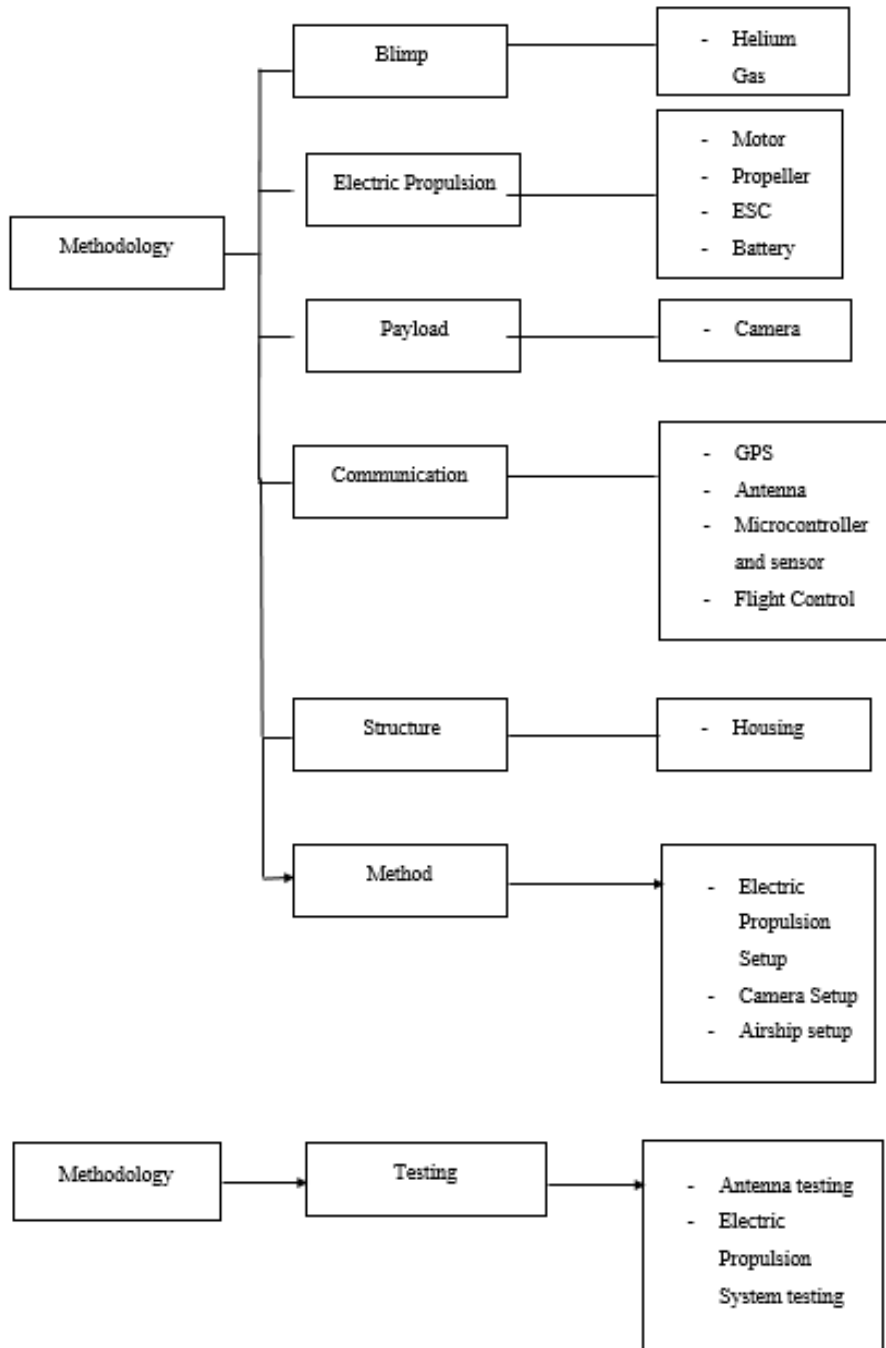 Blimp
- Helium
Gas
Electric Propulsion
- Motor
- Propeller
- ESC
- Battery
Methodology
Payload
- Camera
Communication
- GPS
- Antenna
- Microcontroller
and sensor
- Flight Control
Structure
- Housing
Method
- Electric
Propulsion
Setup
- Camera Setup
- Airship setup
Methodology
Testing
- Antenna testing
- Electric
Propulsion
System testing